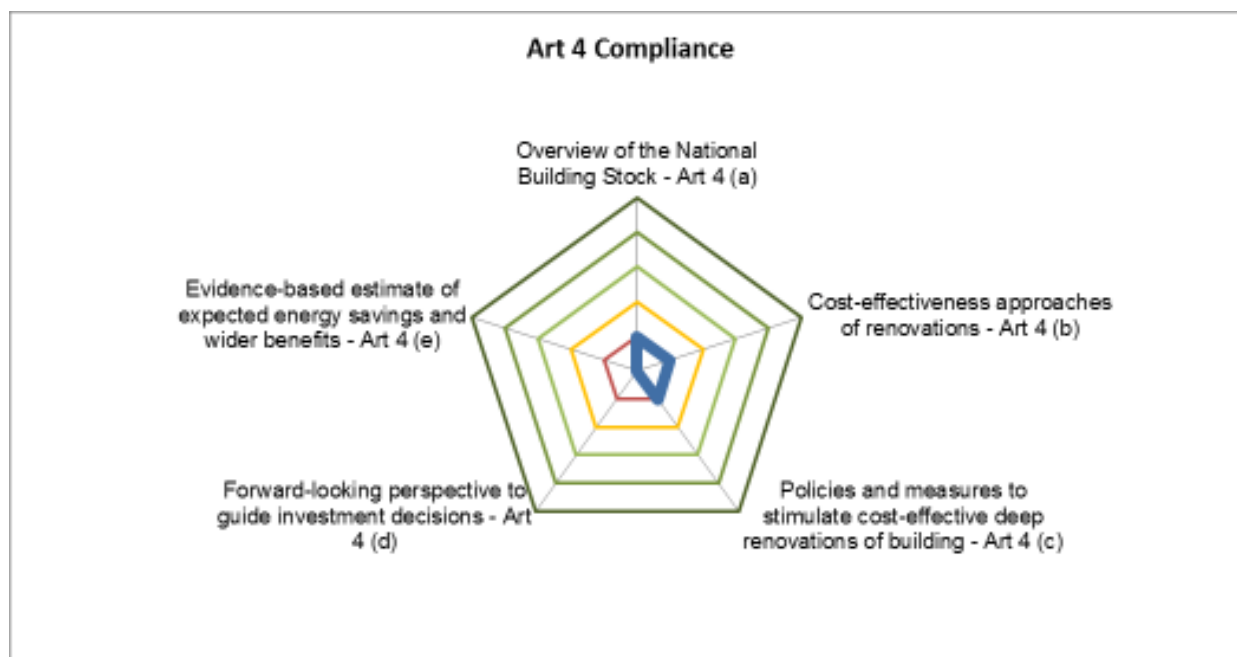 Art 4 Compliance
Overview of the National
Building Stock - Art 4 (a)
Cost-effectiveness approaches
of renovations - Art 4 (b)
Policies and measures to
stimulate cost-effective deep
renovations of building - Art 4 (c)
Forward-looking perspective to
guide investment decisions - Art
4 (d)
Evidence-based estimate of
expected energy savings and
wider benefits - Art 4 (e)